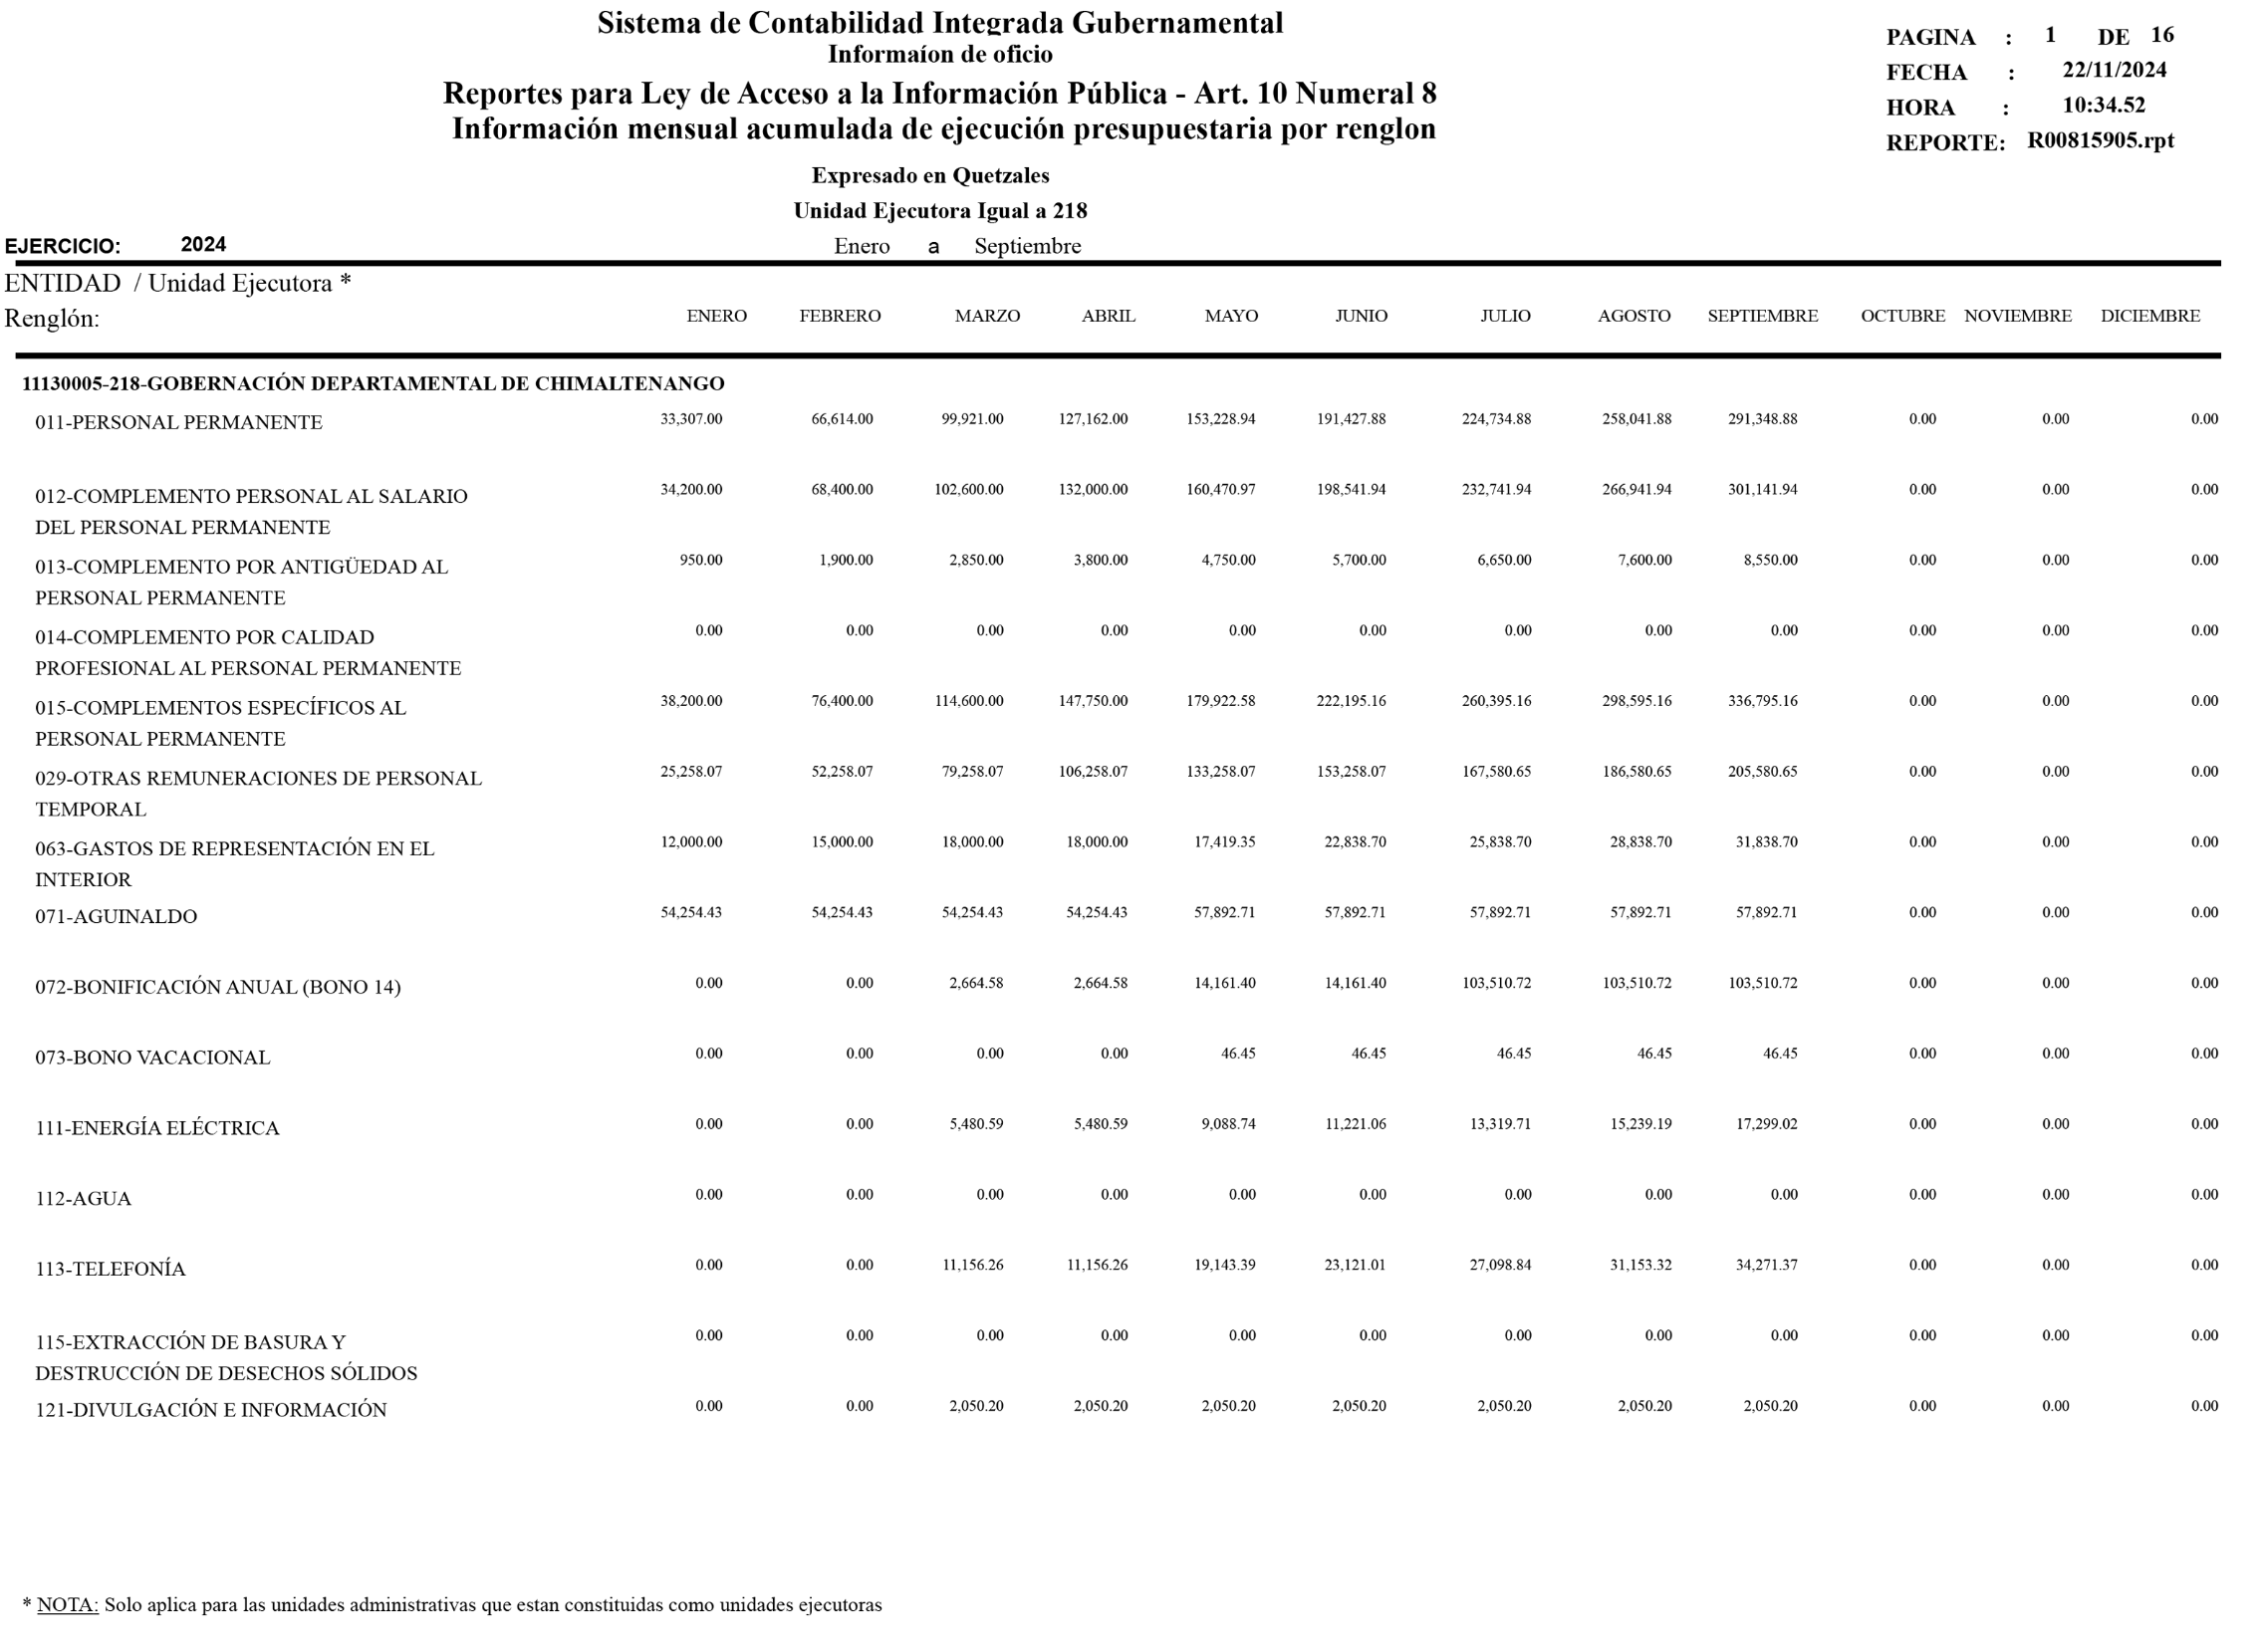 Sistema de Contabilidad Integrada Gubernamental
Informaíon de oficio
Reportes para Ley de Acceso a la Información Pública - Art. 10 Numeral 8
Información mensual acumulada de ejecución presupuestaria por renglon
Expresado en Quetzales
Unidad Ejecutora Igual a 218
PAGINA : 1 DE 16
FECHA : 22/11/2024
HORA : 10:34.52
REPORTE: R00815905.rpt
EJERCICIO: 2024 Enero a Septiembre
ENTIDAD / Unidad Ejecutora *
Renglón: ENERO FEBRERO MARZO ABRIL MAYO JUNIO JULIO AGOSTO SEPTIEMBRE OCTUBRE NOVIEMBRE DICIEMBRE
11130005-218-GOBERNACIÓN DEPARTAMENTAL DE CHIMALTENANGO
011-PERSONAL PERMANENTE 33,307.00 66,614.00 99,921.00 127,162.00 153,228.94 191,427.88 224,734.88 258,041.88 291,348.88 0.00 0.00 0.00
012-COMPLEMENTO PERSONAL AL SALARIO 34,200.00 68,400.00 102,600.00 132,000.00 160,470.97 198,541.94 232,741.94 266,941.94 301,141.94 0.00 0.00 0.00
DEL PERSONAL PERMANENTE
013-COMPLEMENTO POR ANTIGÜEDAD AL 950.00 1,900.00 2,850.00 3,800.00 4,750.00 5,700.00 6,650.00 7,600.00 8,550.00 0.00 0.00 0.00
PERSONAL PERMANENTE
014-COMPLEMENTO POR CALIDAD 0.00 0.00 0.00 0.00 0.00 0.00 0.00 0.00 0.00 0.00 0.00 0.00
PROFESIONAL AL PERSONAL PERMANENTE
015-COMPLEMENTOS ESPECÍFICOS AL 38,200.00 76,400.00 114,600.00 147,750.00 179,922.58 222,195.16 260,395.16 298,595.16 336,795.16 0.00 0.00 0.00
PERSONAL PERMANENTE
029-OTRAS REMUNERACIONES DE PERSONAL 25,258.07 52,258.07 79,258.07 106,258.07 133,258.07 153,258.07 167,580.65 186,580.65 205,580.65 0.00 0.00 0.00
TEMPORAL
063-GASTOS DE REPRESENTACIÓN EN EL 12,000.00 15,000.00 18,000.00 18,000.00 17,419.35 22,838.70 25,838.70 28,838.70 31,838.70 0.00 0.00 0.00
INTERIOR
071-AGUINALDO 54,254.43 54,254.43 54,254.43 54,254.43 57,892.71 57,892.71 57,892.71 57,892.71 57,892.71 0.00 0.00 0.00
072-BONIFICACIÓN ANUAL (BONO 14) 0.00 0.00 2,664.58 2,664.58 14,161.40 14,161.40 103,510.72 103,510.72 103,510.72 0.00 0.00 0.00
073-BONO VACACIONAL 0.00 0.00 0.00 0.00 46.45 46.45 46.45 46.45 46.45 0.00 0.00 0.00
111-ENERGÍA ELÉCTRICA 0.00 0.00 5,480.59 5,480.59 9,088.74 11,221.06 13,319.71 15,239.19 17,299.02 0.00 0.00 0.00
112-AGUA 0.00 0.00 0.00 0.00 0.00 0.00 0.00 0.00 0.00 0.00 0.00 0.00
113-TELEFONÍA 0.00 0.00 11,156.26 11,156.26 19,143.39 23,121.01 27,098.84 31,153.32 34,271.37 0.00 0.00 0.00
115-EXTRACCIÓN DE BASURA Y 0.00 0.00 0.00 0.00 0.00 0.00 0.00 0.00 0.00 0.00 0.00 0.00
DESTRUCCIÓN DE DESECHOS SÓLIDOS
121-DIVULGACIÓN E INFORMACIÓN 0.00 0.00 2,050.20 2,050.20 2,050.20 2,050.20 2,050.20 2,050.20 2,050.20 0.00 0.00 0.00
* NOTA: Solo aplica para las unidades administrativas que estan constituidas como unidades ejecutoras